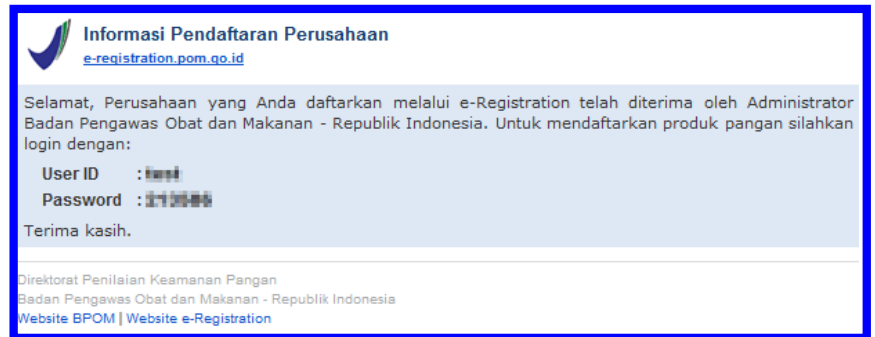 Informasi Pendaftaran Perusahaan
e-registration.pom.go.id
Selamat, Perusahaan yang Anda daftarkan melalui e-Registration telah diterima oleh Administrator
Badan Pengawas Obat dan Makanan - Republik Indonesia. Untuk mendaftarkan produk pangan silahkan
login dengan:
User ID :
Password :
Terima kasih.
Direktorat Penilaian Keamanan Pangan
Badan Pengawas Obat dan Makanan - Republik Indonesia
Website BPOM | Website e-Registration